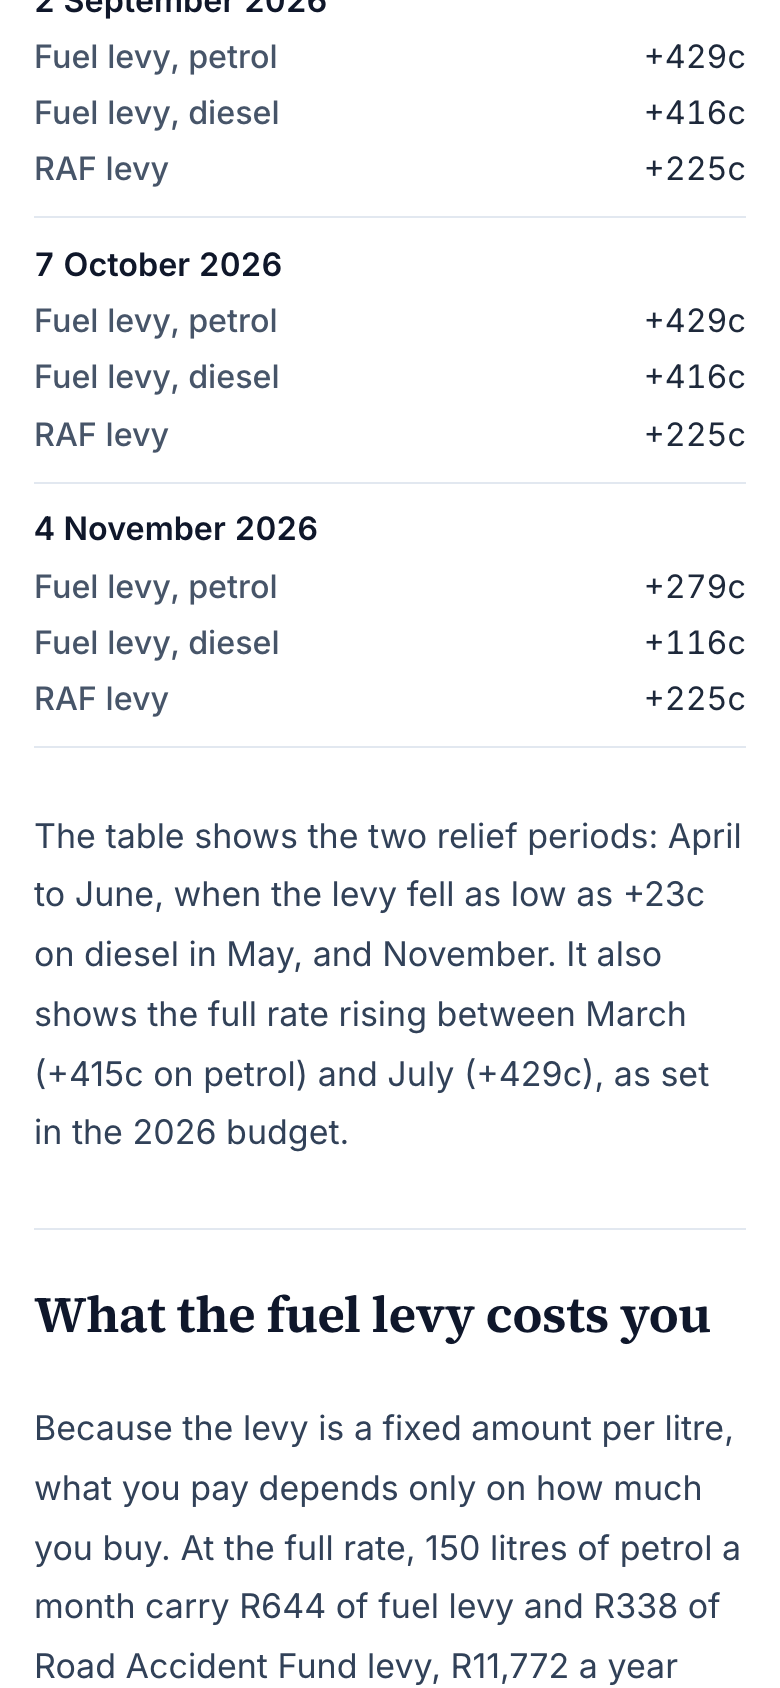 2 September 2026
Fuel levy, petrol +429c
Fuel levy, diesel +416c
RAF levy +225c
7 October 2026
Fuel levy, petrol +429c
Fuel levy, diesel +416c
RAF levy +225c
4 November 2026
Fuel levy, petrol +279c
Fuel levy, diesel +116c
RAF levy +225c
The table shows the two relief periods: April
to June, when the levy fell as low as +23c
on diesel in May, and November. It also
shows the full rate rising between March
(+415c on petrol) and July (+429c), as set
in the 2026 budget.
What the fuel levy costs you
Because the levy is a fixed amount per litre,
what you pay depends only on how much
you buy. At the full rate, 150 litres of petrol a
month carry R644 of fuel levy and R338 of
Road Accident Fund levy, R11,772 a year